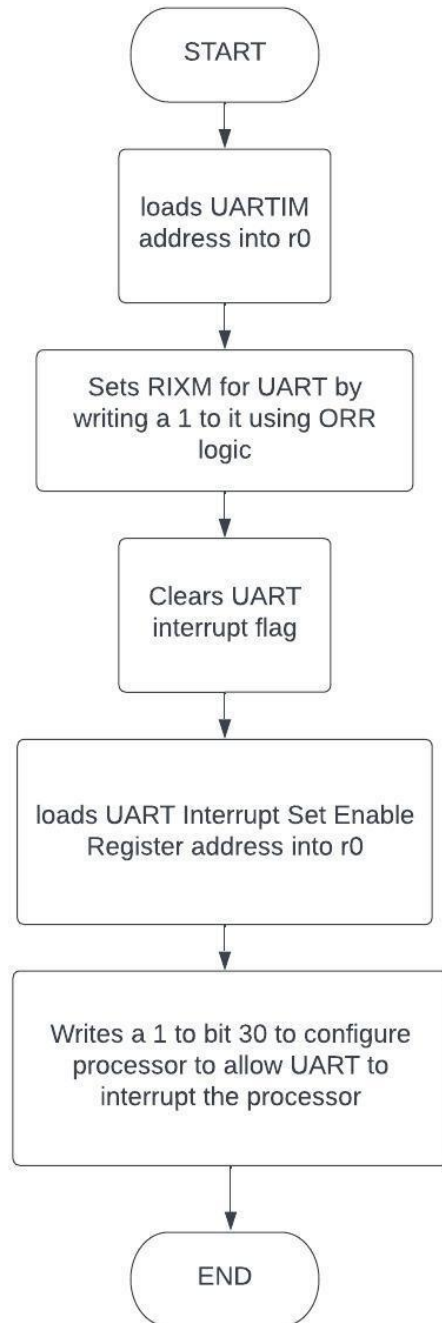 START
loads UARTIM
address into r0
Sets RIXM for UART by
writing a 1 to it using ORR
logic
Clears UART
interrupt flag
loads UART Interrupt Set Enable
Register address into r0
Writes a 1 to bit 30 to configure
processor to allow UART to
interrupt the processor
END